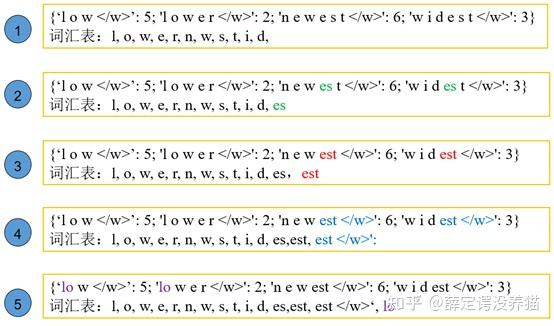 1
{‘l o w </w>’: 5; 'l o w e r </w>': 2; 'n e w e s t </w>': 6; 'w i d e s t </w>': 3}
词汇表: l, o, w, e, r, n, w, s, t, i, d,
2
{‘l o w </w>’: 5; 'l o w e r </w>': 2; 'n e w es t </w>': 6; 'w i d es t </w>': 3}
词汇表: l, o, w, e, r, n, w, s, t, i, d, es
3
{‘l o w </w>’: 5; 'l o w e r </w>': 2; 'n e w est </w>': 6; 'w i d est </w>': 3}
词汇表: l, o, w, e, r, n, w, s, t, i, d, es，est
4
{‘l o w </w>’: 5; 'l o w e r </w>': 2; 'n e w est </w>': 6; 'w i d est </w>': 3}
词汇表: l, o, w, e, r, n, w, s, t, i, d, es,est, est </w>':
5
{‘lo w </w>’: 5; 'lo w e r </w>': 2; 'n e w est </w>': 6; 'w i d est </w>': 3}
词汇表: l, o, w, e, r, n, w, s, t, i, d, es,est, est </w>‘, lo
知乎 @薛定谔没养猫